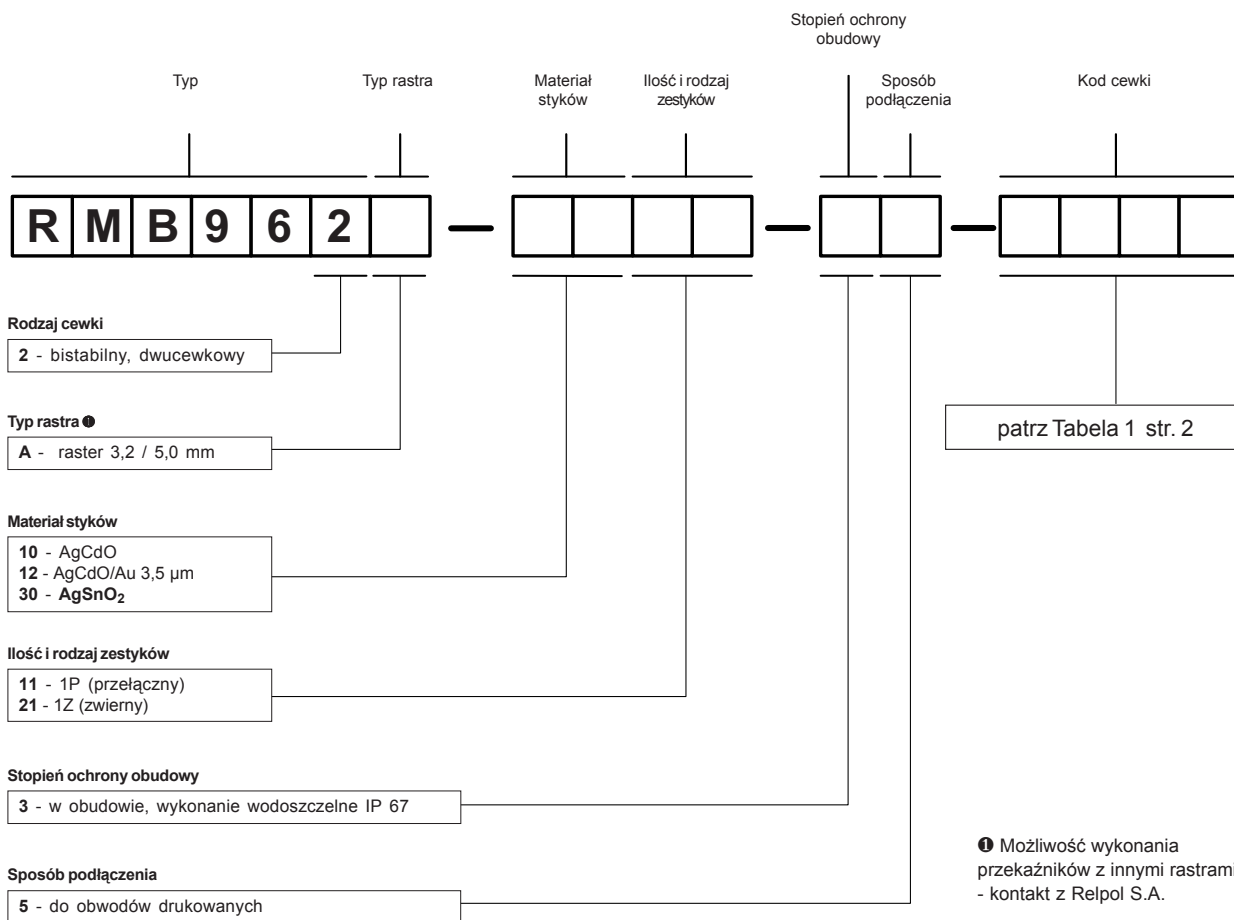 Stopień ochrony
obudowy
Typ
Typ rastra
Materiał
styków
Ilość i rodzaj
zestyków
Sposób
podłączenia
Kod cewki
R M B 9 6 2 — — —
Rodzaj cewki
2 - bistabilny, dwucewkowy
Typ rastra ❶
A - raster 3,2 / 5,0 mm
patrz Tabela 1 str. 2
Materiał styków
10 - AgCdO
12 - AgCdO/Au 3,5 µm
30 - AgSnO2
Ilość i rodzaj zestyków
11 - 1P (przełączny)
21 - 1Z (zwierny)
Stopień ochrony obudowy
3 - w obudowie, wykonanie wodoszczelne IP 67
Sposób podłączenia
5 - do obwodów drukowanych
❶ Możliwość wykonania
przekaźników z innymi rastrami
- kontakt z Relpol S.A.